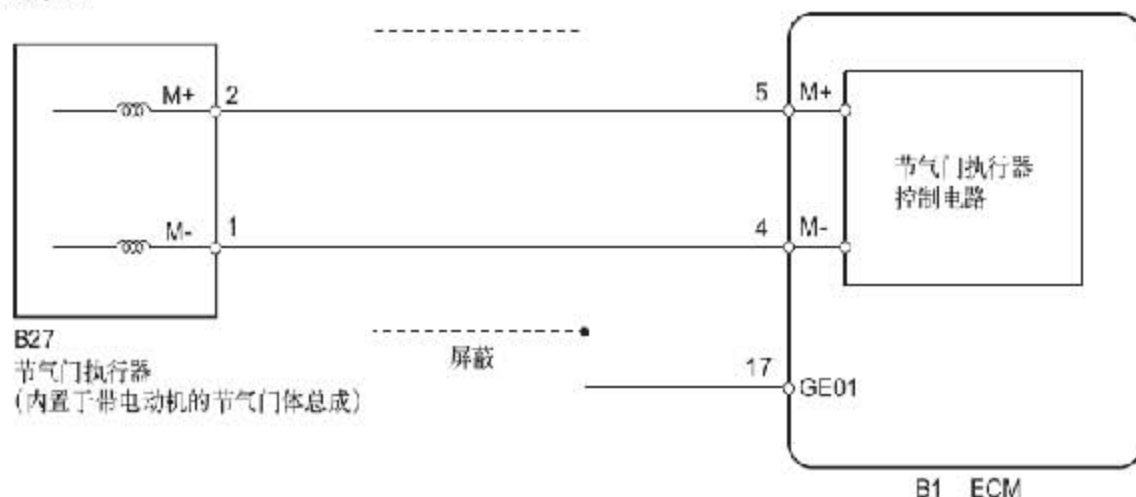 M+ 2
5 M+
节气门执行器
控制电路
M- 1
4 M-
B27
节气门执行器
(内置于带电动机的节气门体总成)
屏蔽
17 GE01
B1 ECM